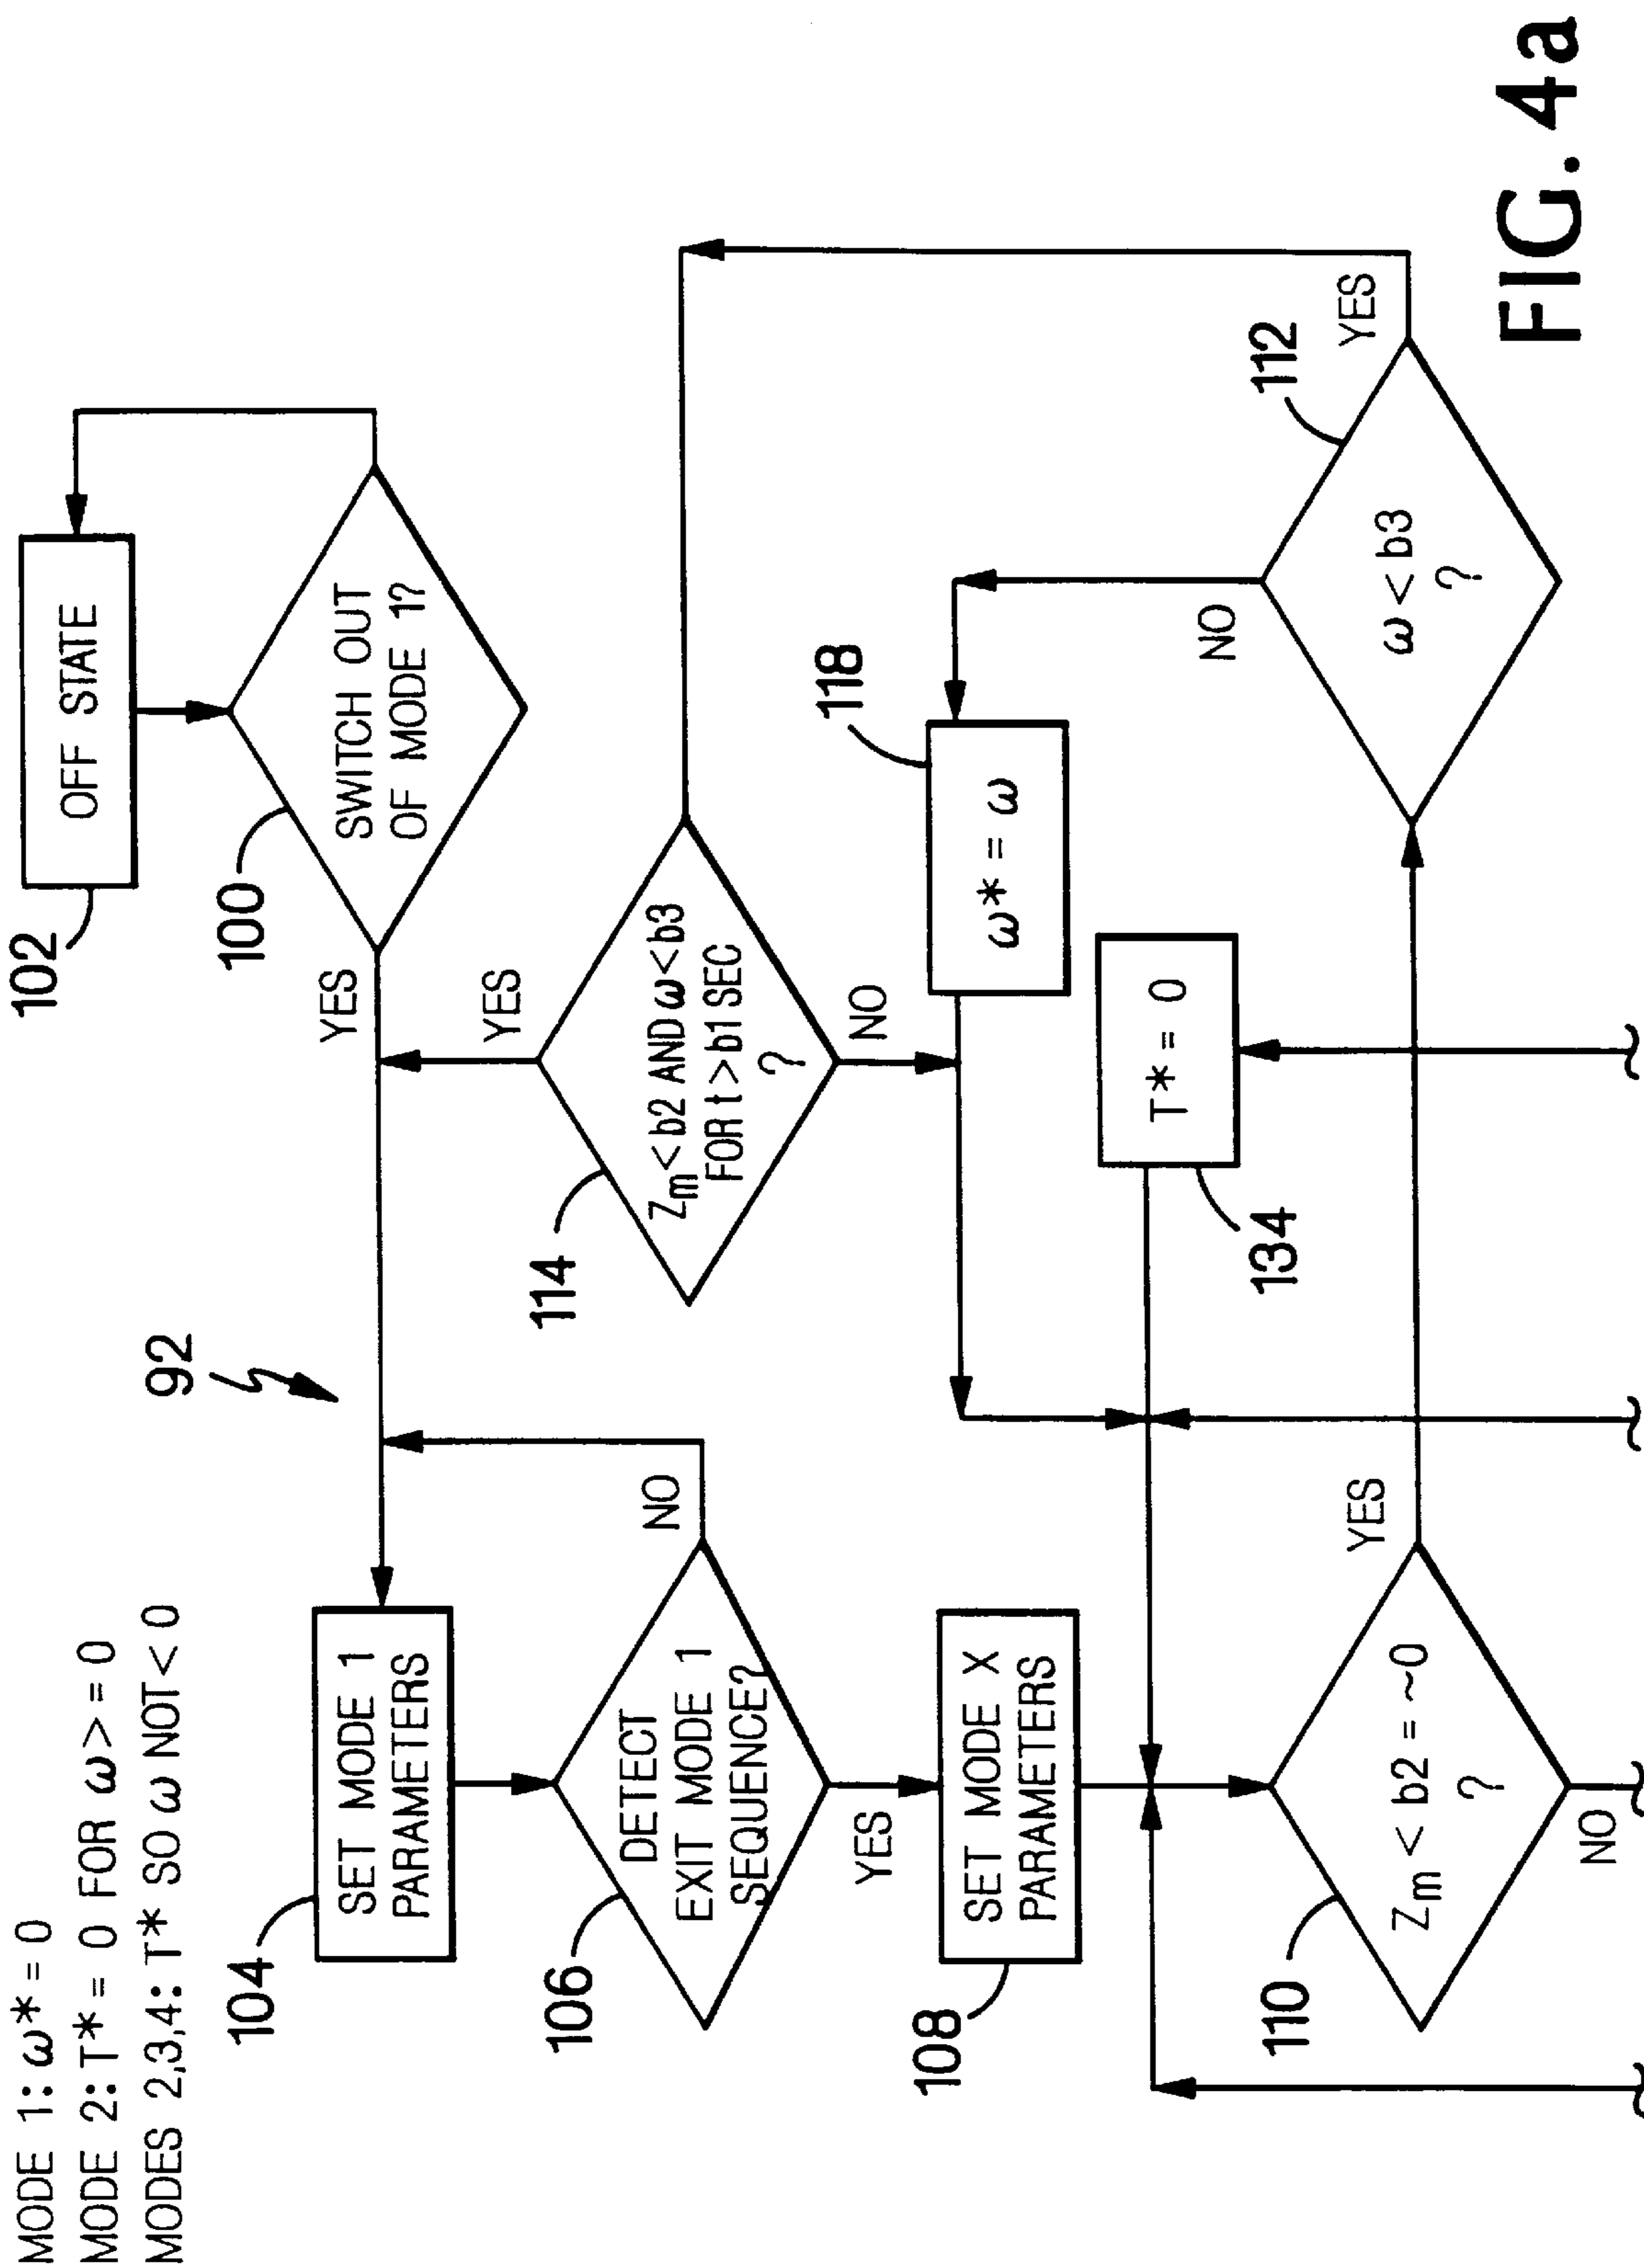 MODE 1: ω* = 0
MODE 2: T* = 0 FOR ω > = 0
MODES 2,3,4: T* SO ω NOT < 0
92
102
OFF STATE
100
SWITCH OUT
OF MODE 1?
YES
104
SET MODE 1
PARAMETERS
106
DETECT
EXIT MODE 1
SEQUENCE?
NO
YES
114
Zm < b2 AND ω < b3
FOR t > b1 SEC
?
YES
NO
108
SET MODE X
PARAMETERS
118
ω* = ω
134
T* = 0
110
Zm < b2 = ~0
?
YES
NO
112
ω < b3
?
NO
YES
FIG. 4a